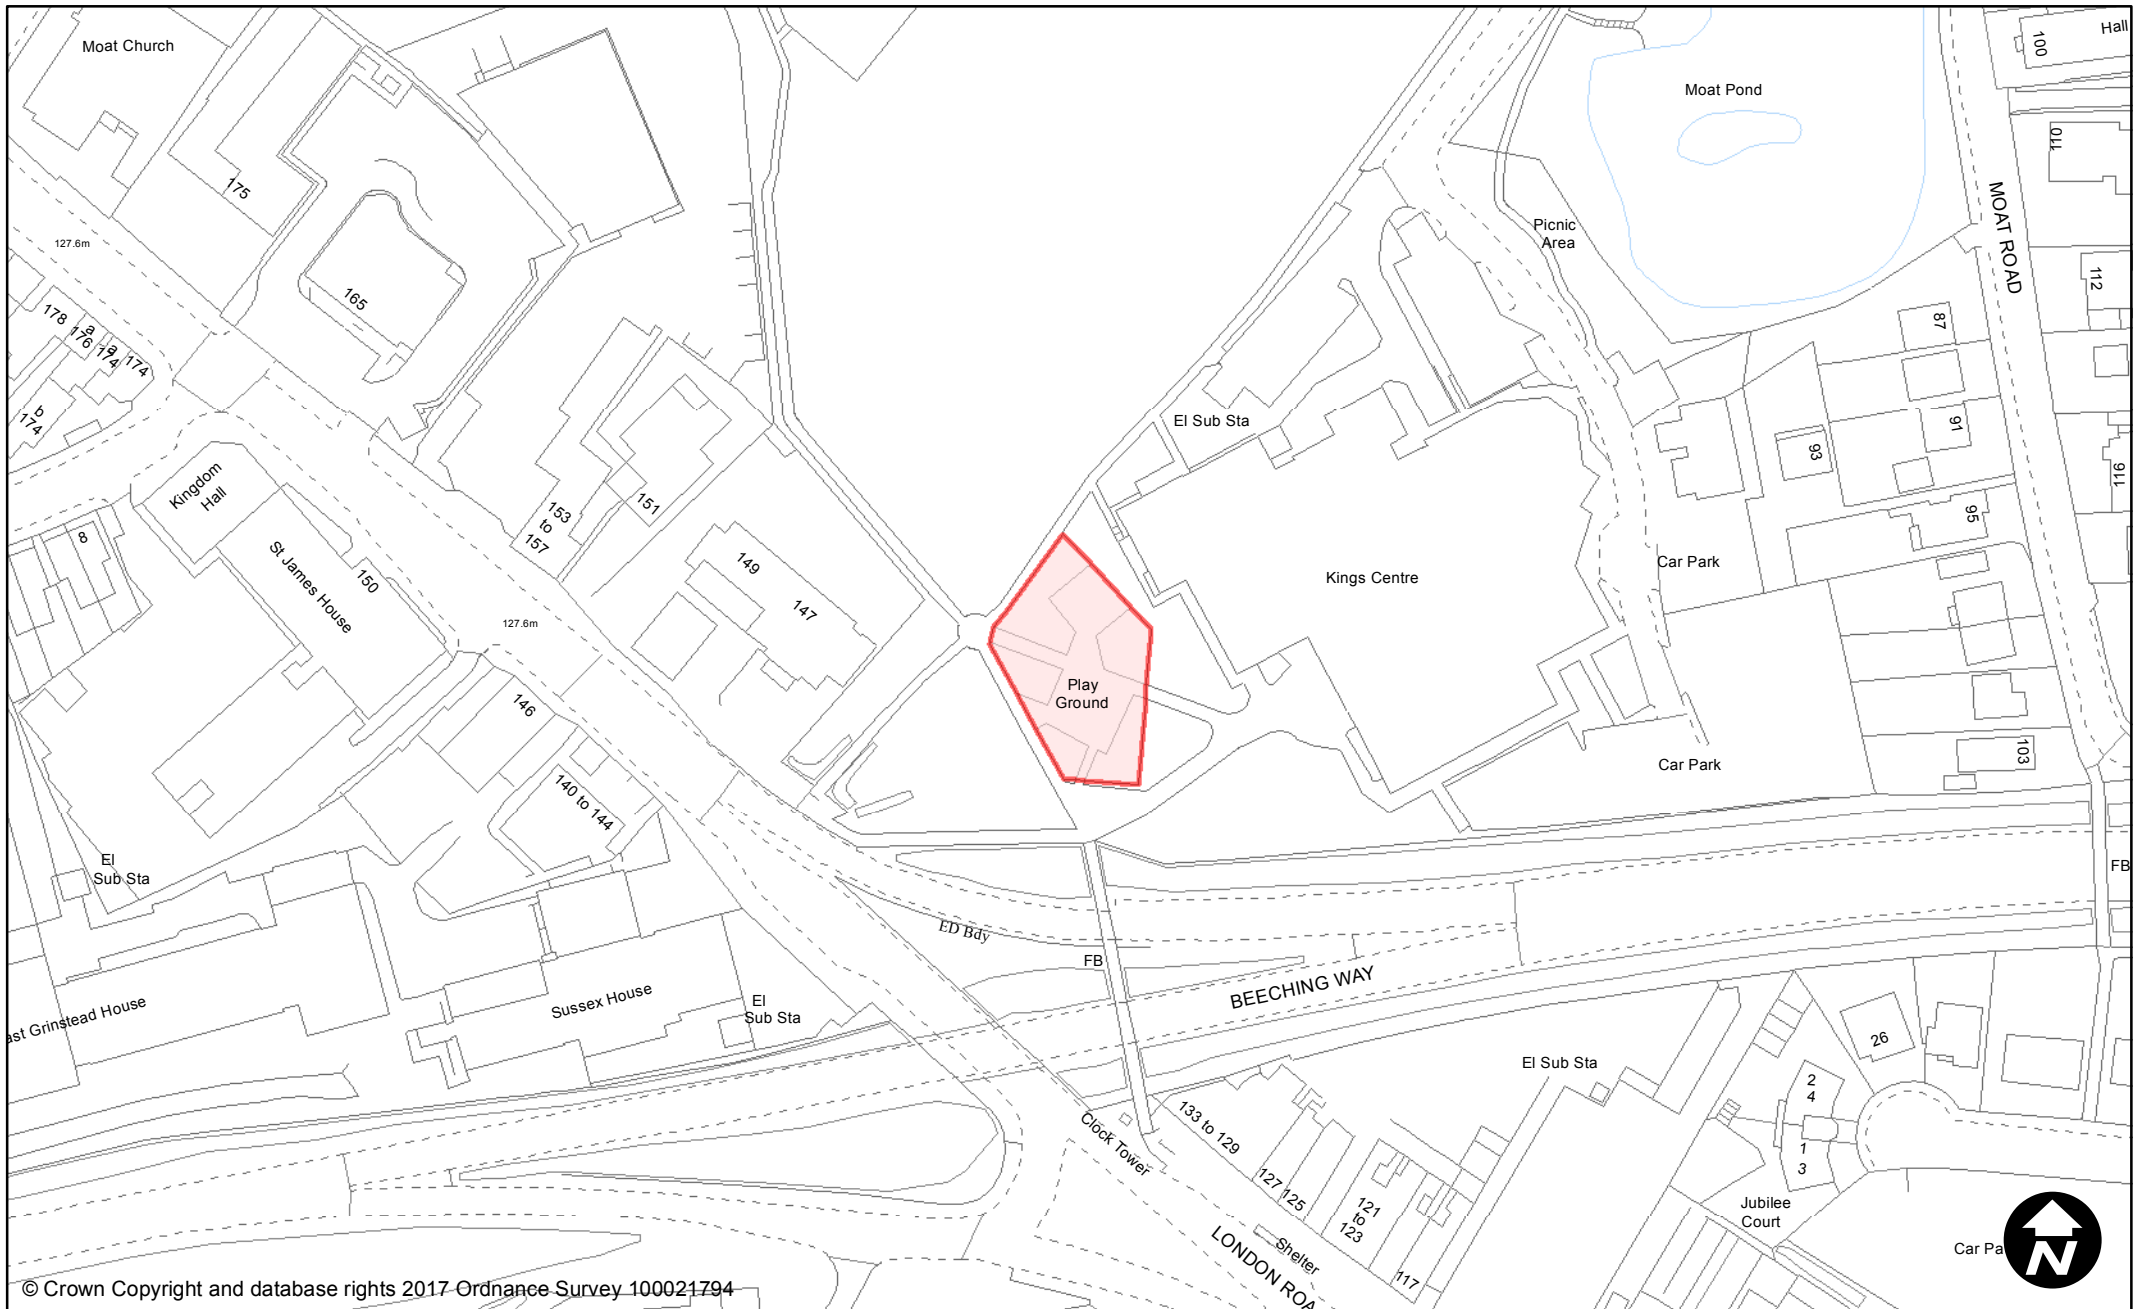 Moat Church
175
127.6m
165
178
a
176
a
174
174
b
174
Kingdom
Hall
8
St James House
150
127.6m
153
to
157
151
149
147
146
140 to 144
El
Sub Sta
East Grinstead House
Sussex House
El
Sub Sta
Moat Pond
Picnic
Area
100
Hall
110
MOAT ROAD
112
87
El Sub Sta
93
91
116
95
Kings Centre
Car Park
Play
Ground
Car Park
103
FB
ED Bdy
FB
BEECHING WAY
El Sub Sta
26
2
4
1
3
Jubilee
Court
Car Pa
Clock Tower
133 to 129
127
125
121
to
123
Shelter
117
LONDON ROA
N
© Crown Copyright and database rights 2017 Ordnance Survey 100021794